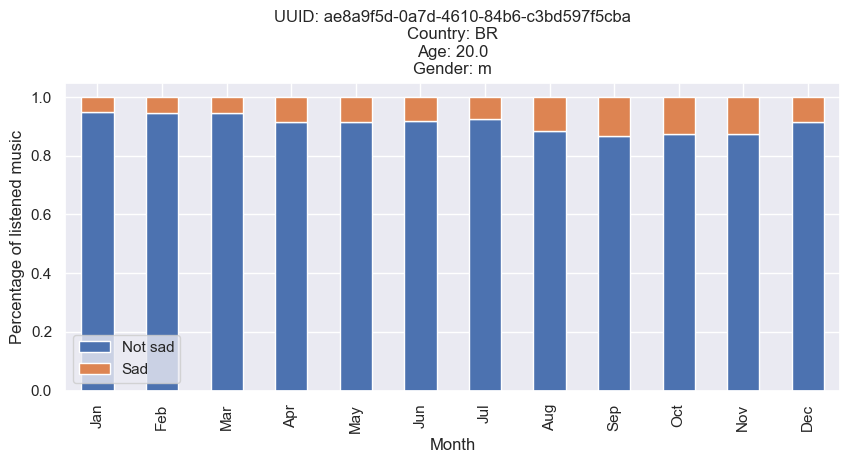 UUID: ae8a9f5d-0a7d-4610-84b6-c3bd597f5cba
Country: BR
Age: 20.0
Gender: m
Percentage of listened music
1.0
0.8
0.6
0.4
0.2
0.0
Not sad
Sad
Jan
Feb
Mar
Apr
May
Jun
Jul
Aug
Sep
Oct
Nov
Dec
Month